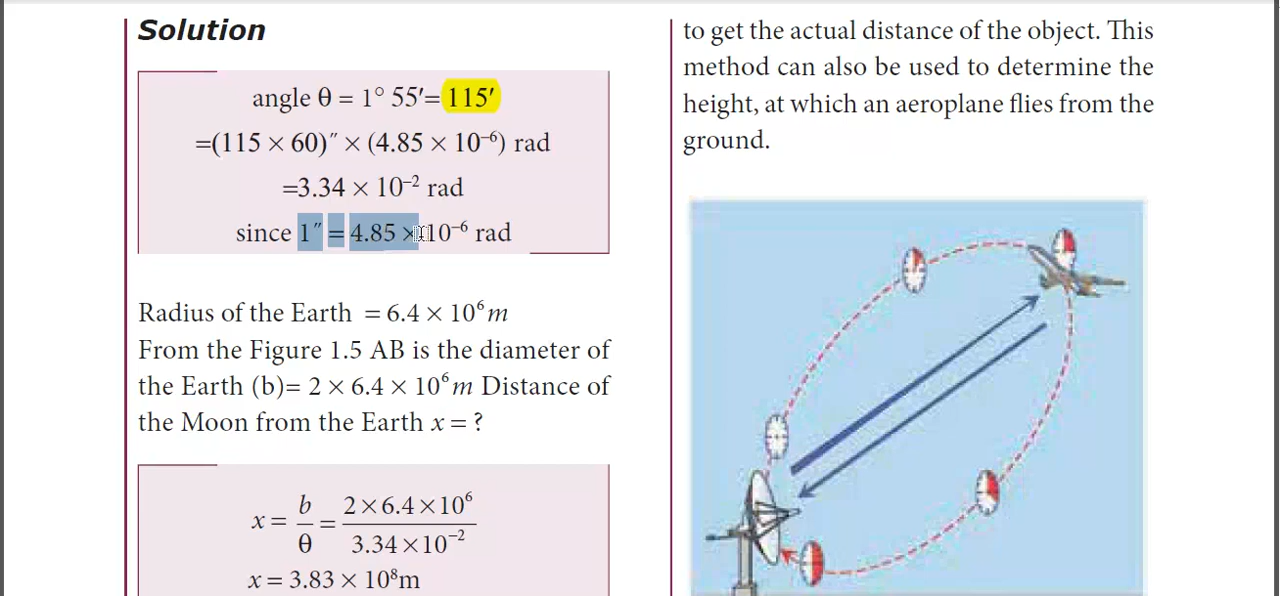 Solution
angle θ = 1° 55′= 115′
=(115 × 60)″ × (4.85 × 10⁻⁶) rad
=3.34 × 10⁻² rad
since 1″ = 4.85 × 10⁻⁶ rad
Radius of the Earth = 6.4 × 10⁶ m
From the Figure 1.5 AB is the diameter of
the Earth (b)= 2 × 6.4 × 10⁶ m Distance of
the Moon from the Earth x = ?
x = b/θ = 2×6.4×10⁶/3.34×10⁻²
x = 3.83 × 10⁸m
to get the actual distance of the object. This
method can also be used to determine the
height, at which an aeroplane flies from the
ground.